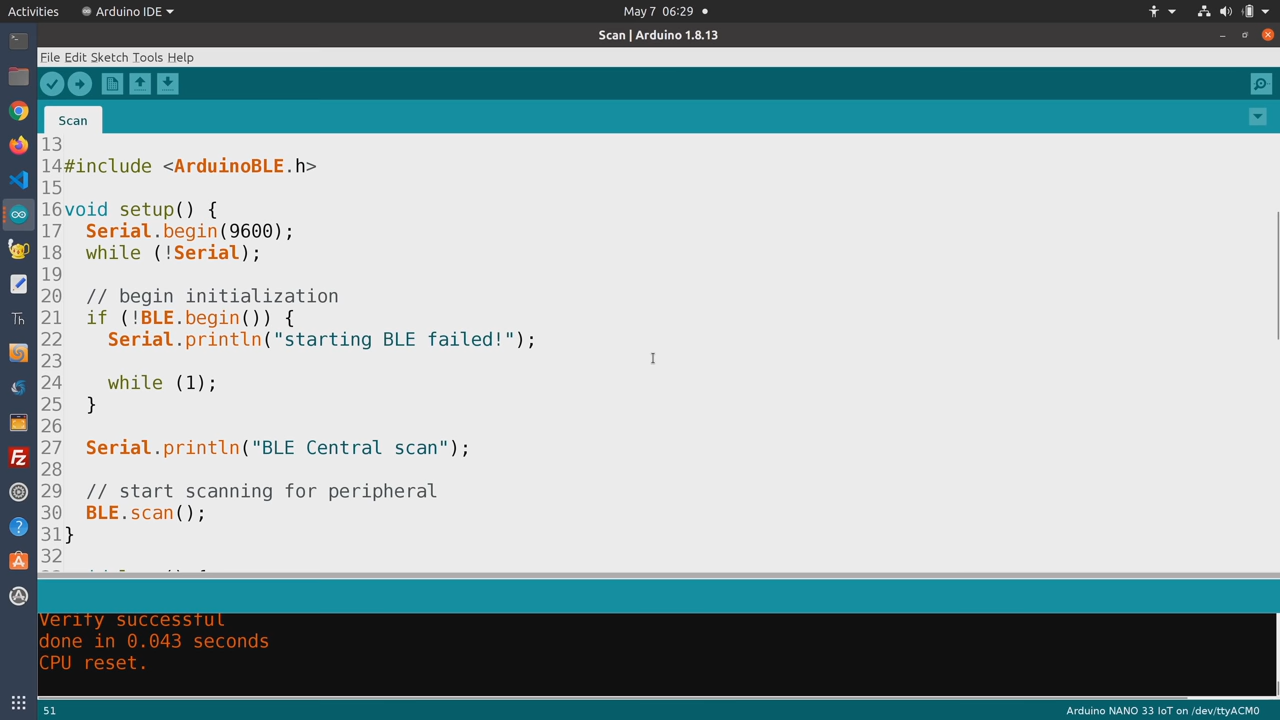 Activities
Arduino IDE
May 7 06:29
Scan | Arduino 1.8.13
File Edit Sketch Tools Help
Scan
13
14 #include <ArduinoBLE.h>
15
16 void setup() {
17 Serial.begin(9600);
18 while (!Serial);
19
20 // begin initialization
21 if (!BLE.begin()) {
22 Serial.println("starting BLE failed!");
23
24 while (1);
25 }
26
27 Serial.println("BLE Central scan");
28
29 // start scanning for peripheral
30 BLE.scan();
31 }
32
Th
Fz
Verify successful
done in 0.043 seconds
CPU reset.
51
Arduino NANO 33 IoT on /dev/ttyACM0